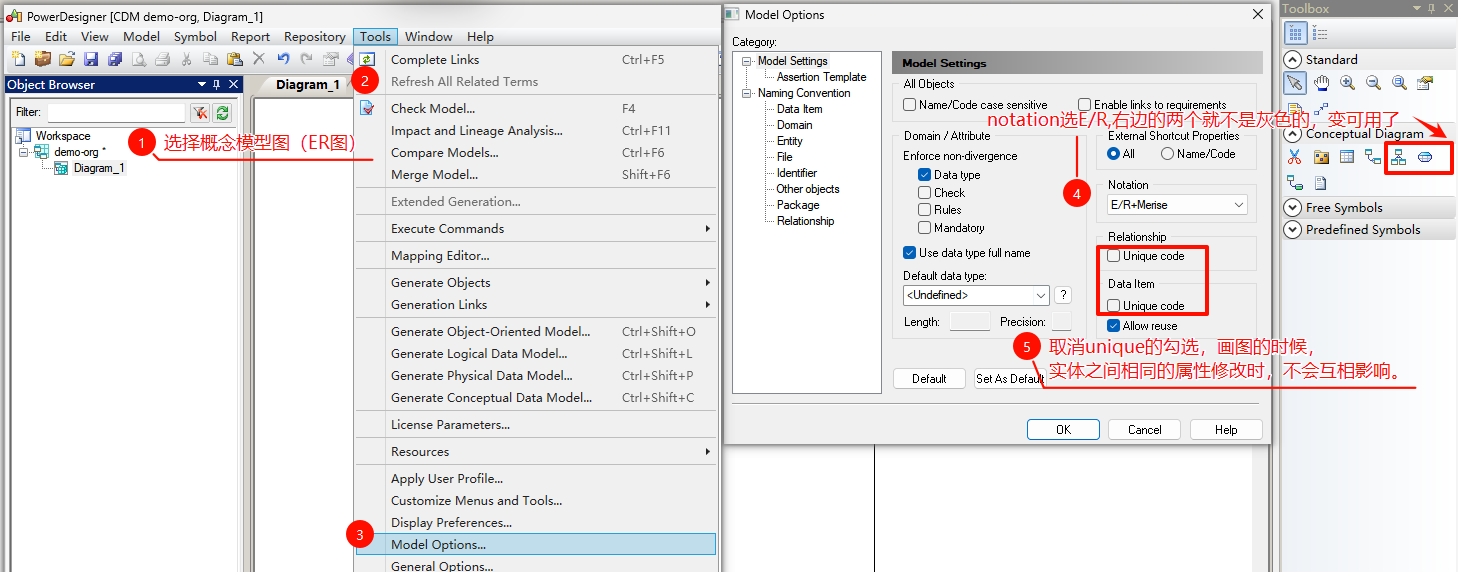 PowerDesigner [CDM demo-org, Diagram_1]
File Edit View Model Symbol Report Repository Tools Window Help
Object Browser
Filter:
Workspace
demo-org *
Diagram_1
Diagram_1
1 选择概念模型图（ER图）
2
Complete Links Ctrl+F5
Refresh All Related Terms
Check Model... F4
Impact and Lineage Analysis... Ctrl+F11
Compare Models... Ctrl+F6
Merge Model... Shift+F6
Extended Generation...
Execute Commands
Mapping Editor...
Generate Objects
Generation Links
Generate Object-Oriented Model... Ctrl+Shift+O
Generate Logical Data Model... Ctrl+Shift+L
Generate Physical Data Model... Ctrl+Shift+P
Generate Conceptual Data Model... Ctrl+Shift+C
License Parameters...
Resources
Apply User Profile...
Customize Menus and Tools...
Display Preferences...
3
Model Options...
General Options...
Model Options
Category:
Model Settings
Assertion Template
Naming Convention
Data Item
Domain
Entity
File
Identifier
Other objects
Package
Relationship
Model Settings
All Objects
Name/Code case sensitive
Enable links to requirements
notation选E/R,右边的两个就不是灰色的，变可用了
4
Domain / Attribute
Enforce non-divergence
Data type
Check
Rules
Mandatory
Use data type full name
Default data type:
<Undefined>
?
Length:
Precision:
External Shortcut Properties
All
Name/Code
Notation
E/R+Merise
Relationship
Unique code
Data Item
Unique code
Allow reuse
5 取消unique的勾选，画图的时候，
实体之间相同的属性修改时，不会互相影响。
Default
Set As Default
OK
Cancel
Help
Toolbox
Standard
Conceptual Diagram
Free Symbols
Predefined Symbols